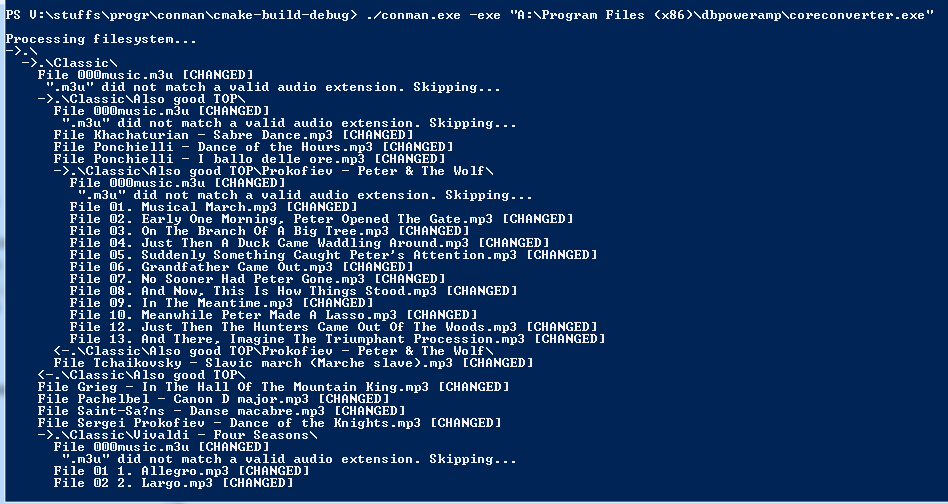 PS V:\stuffs\progr\conman\cmake-build-debug> ./conman.exe -exe "A:\Program Files (x86)\dbpoweramp\coreconverter.exe"
Processing filesystem...
->.\
->.\Classic\
File 000music.m3u [CHANGED]
".m3u" did not match a valid audio extension. Skipping...
->.\Classic\Also good TOP\
File 000music.m3u [CHANGED]
".m3u" did not match a valid audio extension. Skipping...
File Khachaturian - Sabre Dance.mp3 [CHANGED]
File Ponchielli - Dance of the Hours.mp3 [CHANGED]
File Ponchielli - I ballo delle ore.mp3 [CHANGED]
->.\Classic\Also good TOP\Prokofiev - Peter & The Wolf\
File 000music.m3u [CHANGED]
".m3u" did not match a valid audio extension. Skipping...
File 01. Musical March.mp3 [CHANGED]
File 02. Early One Morning, Peter Opened The Gate.mp3 [CHANGED]
File 03. On The Branch Of A Big Tree.mp3 [CHANGED]
File 04. Just Then A Duck Came Waddling Around.mp3 [CHANGED]
File 05. Suddenly Something Caught Peter's Attention.mp3 [CHANGED]
File 06. Grandfather Came Out.mp3 [CHANGED]
File 07. No Sooner Had Peter Gone.mp3 [CHANGED]
File 08. And Now, This Is How Things Stood.mp3 [CHANGED]
File 09. In The Meantime.mp3 [CHANGED]
File 10. Meanwhile Peter Made A Lasso.mp3 [CHANGED]
File 12. Just Then The Hunters Came Out Of The Woods.mp3 [CHANGED]
File 13. And There, Imagine The Triumphant Procession.mp3 [CHANGED]
<-.\Classic\Also good TOP\Prokofiev - Peter & The Wolf\
File Tchaikovsky - Slavic march (Marche slave).mp3 [CHANGED]
<-.\Classic\Also good TOP\
File Grieg - In The Hall Of The Mountain King.mp3 [CHANGED]
File Pachelbel - Canon D major.mp3 [CHANGED]
File Saint-Sa?ns - Danse macabre.mp3 [CHANGED]
File Sergei Prokofiev - Dance of the Knights.mp3 [CHANGED]
->.\Classic\Vivaldi - Four Seasons\
File 000music.m3u [CHANGED]
".m3u" did not match a valid audio extension. Skipping...
File 01 1. Allegro.mp3 [CHANGED]
File 02 2. Largo.mp3 [CHANGED]